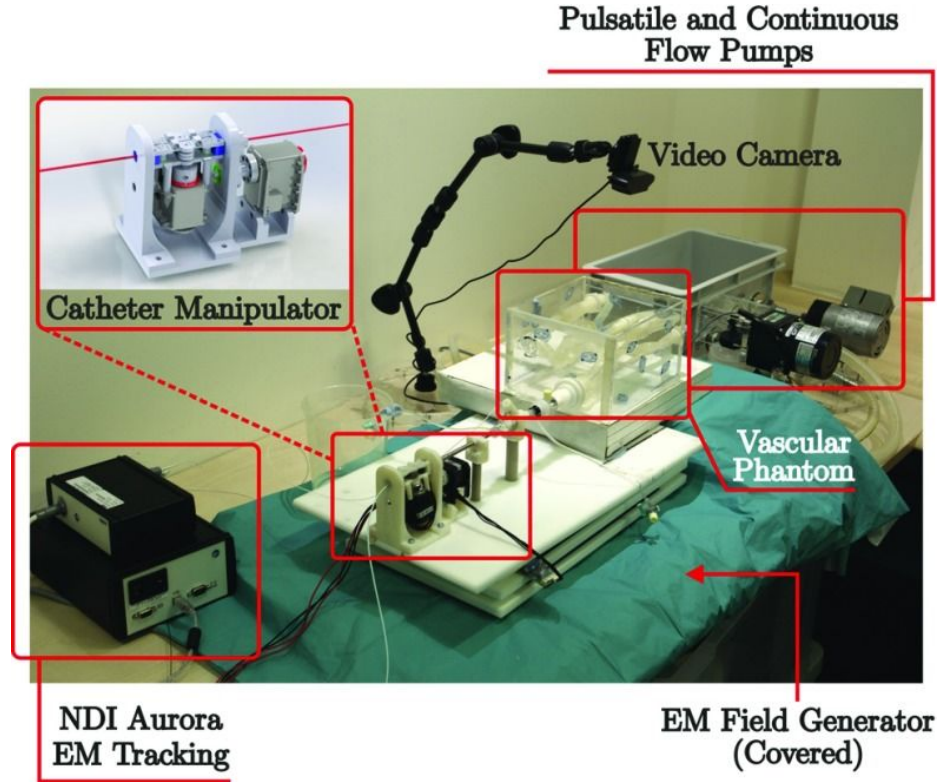 Pulsatile and Continuous
Flow Pumps
Video Camera
Catheter Manipulator
Vascular
Phantom
NDI Aurora
EM Tracking
EM Field Generator
(Covered)